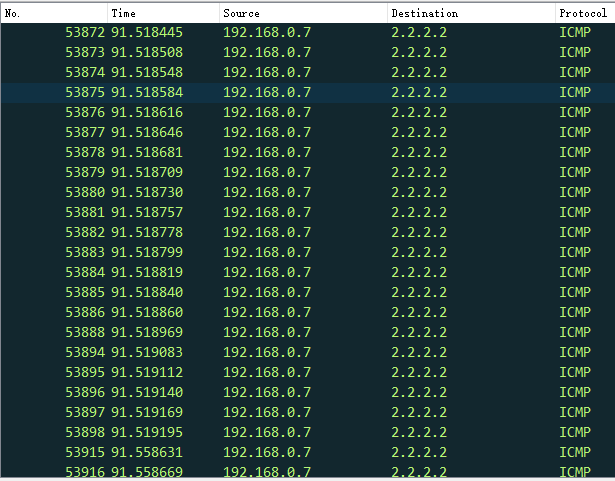 No. Time Source Destination Protocol
53872 91.518445 192.168.0.7 2.2.2.2 ICMP
53873 91.518508 192.168.0.7 2.2.2.2 ICMP
53874 91.518548 192.168.0.7 2.2.2.2 ICMP
53875 91.518584 192.168.0.7 2.2.2.2 ICMP
53876 91.518616 192.168.0.7 2.2.2.2 ICMP
53877 91.518646 192.168.0.7 2.2.2.2 ICMP
53878 91.518681 192.168.0.7 2.2.2.2 ICMP
53879 91.518709 192.168.0.7 2.2.2.2 ICMP
53880 91.518730 192.168.0.7 2.2.2.2 ICMP
53881 91.518757 192.168.0.7 2.2.2.2 ICMP
53882 91.518778 192.168.0.7 2.2.2.2 ICMP
53883 91.518799 192.168.0.7 2.2.2.2 ICMP
53884 91.518819 192.168.0.7 2.2.2.2 ICMP
53885 91.518840 192.168.0.7 2.2.2.2 ICMP
53886 91.518860 192.168.0.7 2.2.2.2 ICMP
53888 91.518969 192.168.0.7 2.2.2.2 ICMP
53894 91.519083 192.168.0.7 2.2.2.2 ICMP
53895 91.519112 192.168.0.7 2.2.2.2 ICMP
53896 91.519140 192.168.0.7 2.2.2.2 ICMP
53897 91.519169 192.168.0.7 2.2.2.2 ICMP
53898 91.519195 192.168.0.7 2.2.2.2 ICMP
53915 91.558631 192.168.0.7 2.2.2.2 ICMP
53916 91.558669 192.168.0.7 2.2.2.2 ICMP